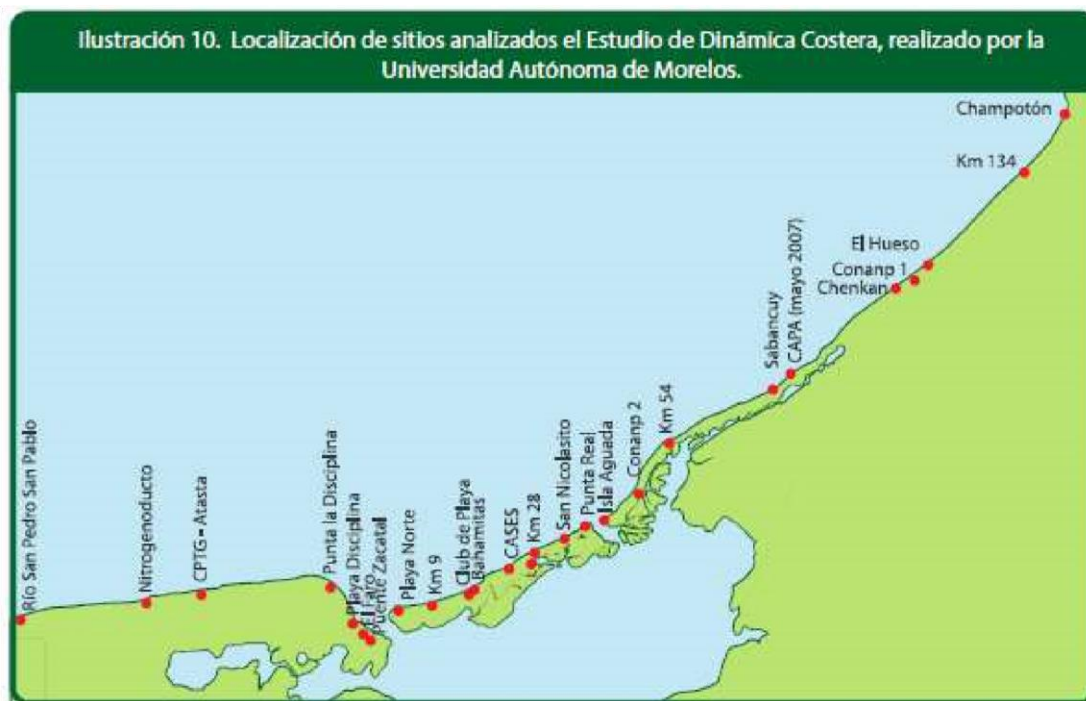 Ilustración 10. Localización de sitios analizados el Estudio de Dinámica Costera, realizado por la
Universidad Autónoma de Morelos.
Champotón
Km 134
El Hueso
Conanp 1
Chenkan
CAPA (mayo 2007)
Sabancuy
Km 54
Conanp 2
Isla Aguada
Punta Real
San Nicolasito
Km 28
CASES
Bahamitas
Club de Playa
Km 9
Playa Norte
Puente Zacatal
El Faro
Playa Disciplina
Punta la Disciplina
CPTG - Atasta
Nitrogenoducto
Río San Pedro San Pablo